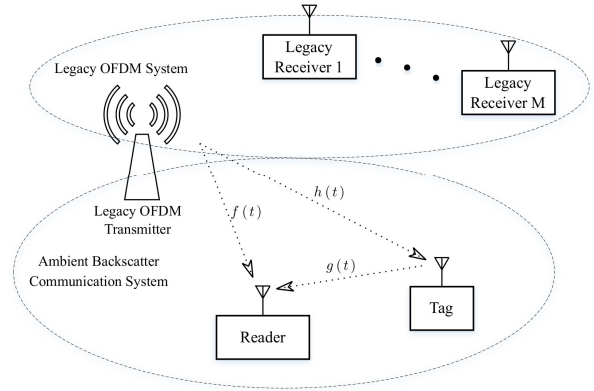 Legacy
Receiver 1
Legacy
Receiver M
Legacy OFDM System
Legacy OFDM
Transmitter
h(t)
f(t)
g(t)
Ambient Backscatter
Communication System
Tag
Reader